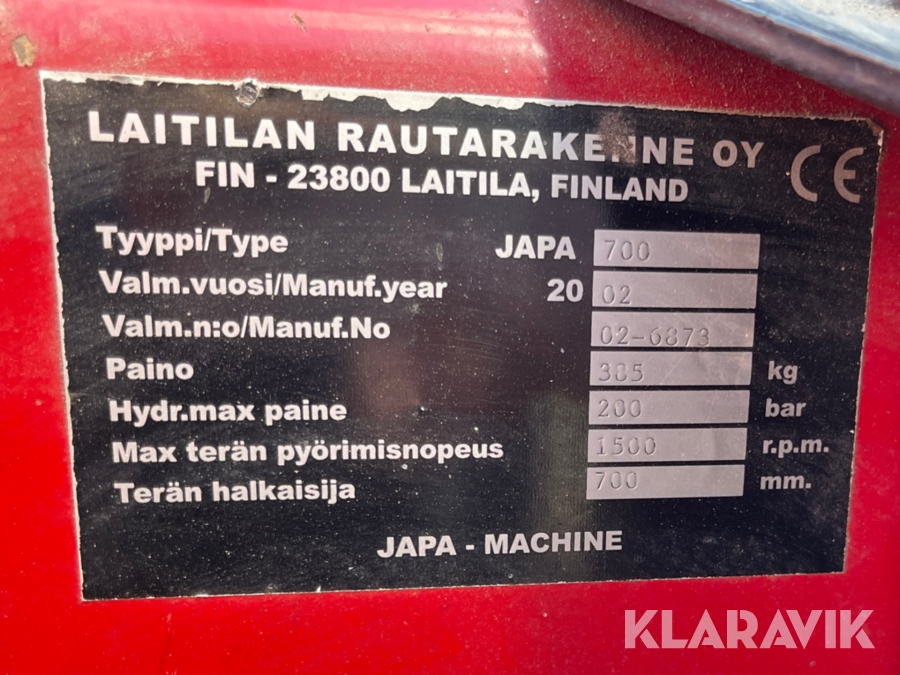 LAITILAN RAUTARAKENNE OY
FIN - 23800 LAITILA, FINLAND
CE
Tyyppi/Type JAPA 700
Valm.vuosi/Manuf.year 20 02
Valm.n:o/Manuf.No 02-6873
Paino 385 kg
Hydr.max paine 200 bar
Max terän pyörimisnopeus 1500 r.p.m.
Terän halkaisija 700 mm.
JAPA - MACHINE
KLARAVIK